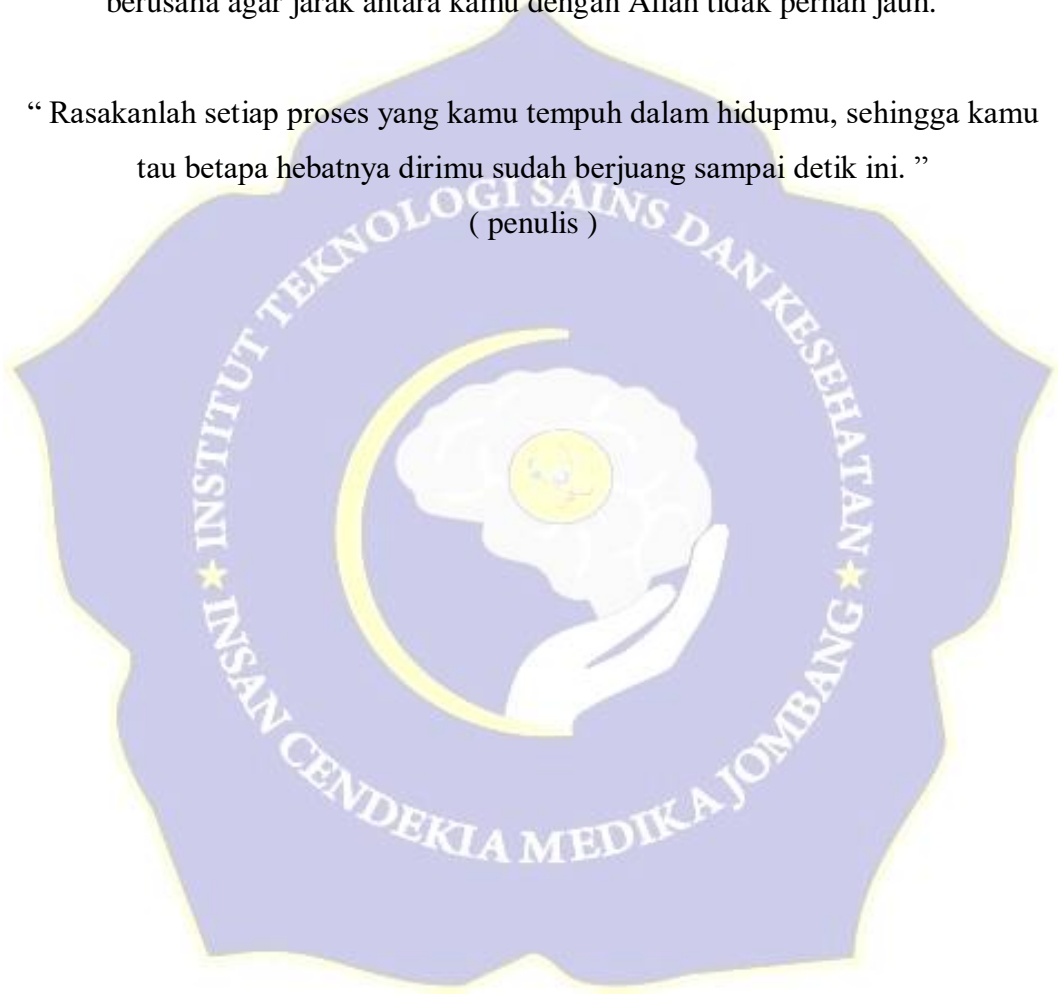 berusaha agar jarak antara kamu dengan Allah tidak pernah jauh.
“ Rasakanlah setiap proses yang kamu tempuh dalam hidupmu, sehingga kamu
tau betapa hebatnya dirimu sudah berjuang sampai detik ini. ”
( penulis )
INSTITUT TEKNOLOGI SAINS DAN KESEHATAN
INSAN CENDEKIA MEDIKA JOMBANG